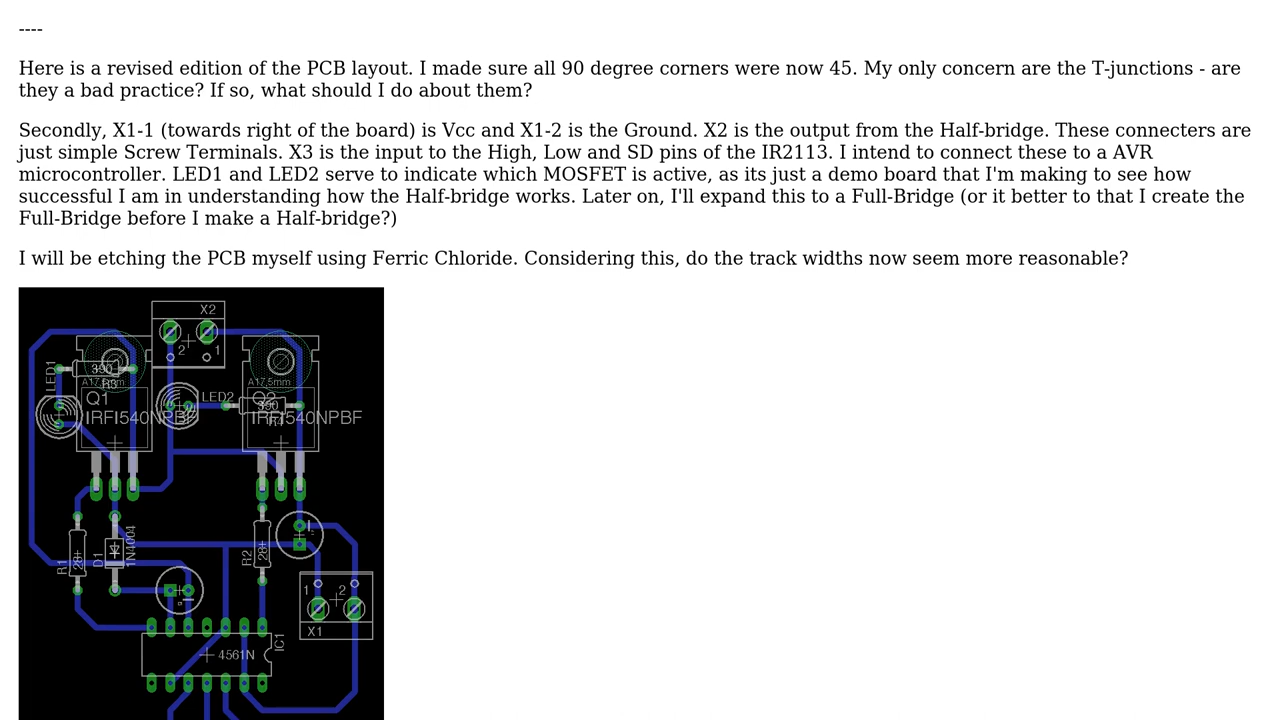 ----
Here is a revised edition of the PCB layout. I made sure all 90 degree corners were now 45. My only concern are the T-junctions - are
they a bad practice? If so, what should I do about them?
Secondly, X1-1 (towards right of the board) is Vcc and X1-2 is the Ground. X2 is the output from the Half-bridge. These connecters are
just simple Screw Terminals. X3 is the input to the High, Low and SD pins of the IR2113. I intend to connect these to a AVR
microcontroller. LED1 and LED2 serve to indicate which MOSFET is active, as its just a demo board that I'm making to see how
successful I am in understanding how the Half-bridge works. Later on, I'll expand this to a Full-Bridge (or it better to that I create the
Full-Bridge before I make a Half-bridge?)
I will be etching the PCB myself using Ferric Chloride. Considering this, do the track widths now seem more reasonable?
X2
2 1
LED1
390
A17,5mm
A17,5mm
Q1
LED2
Q2
390
IRFI540NPBF
IRFI540NPBF
R1
D1
1N4004
R2
1 2
X1
4561N
IC1